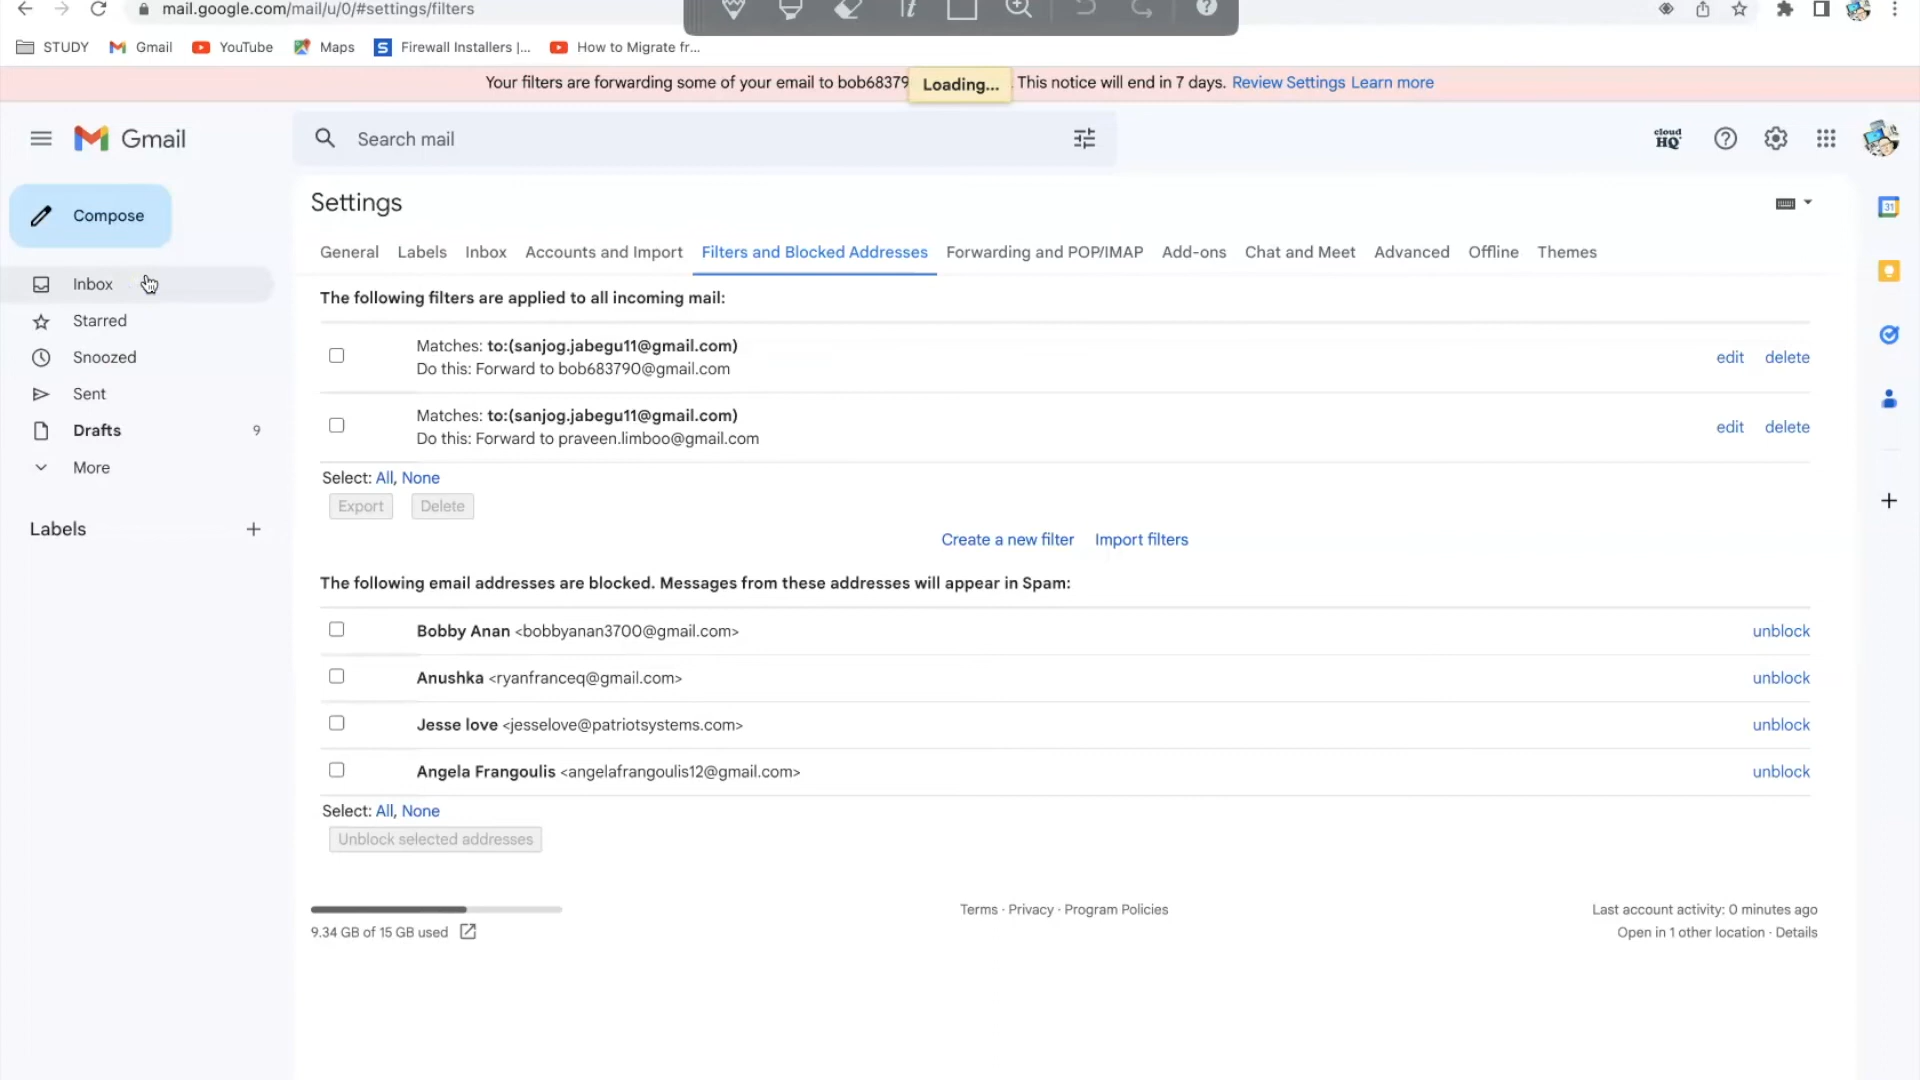 mail.google.com/mail/u/0/#settings/filters
STUDY Gmail YouTube Maps Firewall Installers |... How to Migrate fr...
Your filters are forwarding some of your email to bob68379 Loading... This notice will end in 7 days. Review Settings Learn more
Gmail
Search mail
cloud HQ
Compose
Settings
General Labels Inbox Accounts and Import Filters and Blocked Addresses Forwarding and POP/IMAP Add-ons Chat and Meet Advanced Offline Themes
Inbox
Starred
Snoozed
Sent
Drafts 9
More
Labels
The following filters are applied to all incoming mail:
Matches: to:(sanjog.jabegu11@gmail.com)
Do this: Forward to bob683790@gmail.com
edit delete
Matches: to:(sanjog.jabegu11@gmail.com)
Do this: Forward to praveen.limboo@gmail.com
edit delete
Select: All, None
Export Delete
Create a new filter Import filters
The following email addresses are blocked. Messages from these addresses will appear in Spam:
Bobby Anan <bobbyanan3700@gmail.com> unblock
Anushka <ryanfranceq@gmail.com> unblock
Jesse love <jesselove@patriotsystems.com> unblock
Angela Frangoulis <angelafrangoulis12@gmail.com> unblock
Select: All, None
Unblock selected addresses
9.34 GB of 15 GB used
Terms · Privacy · Program Policies
Last account activity: 0 minutes ago
Open in 1 other location · Details
31